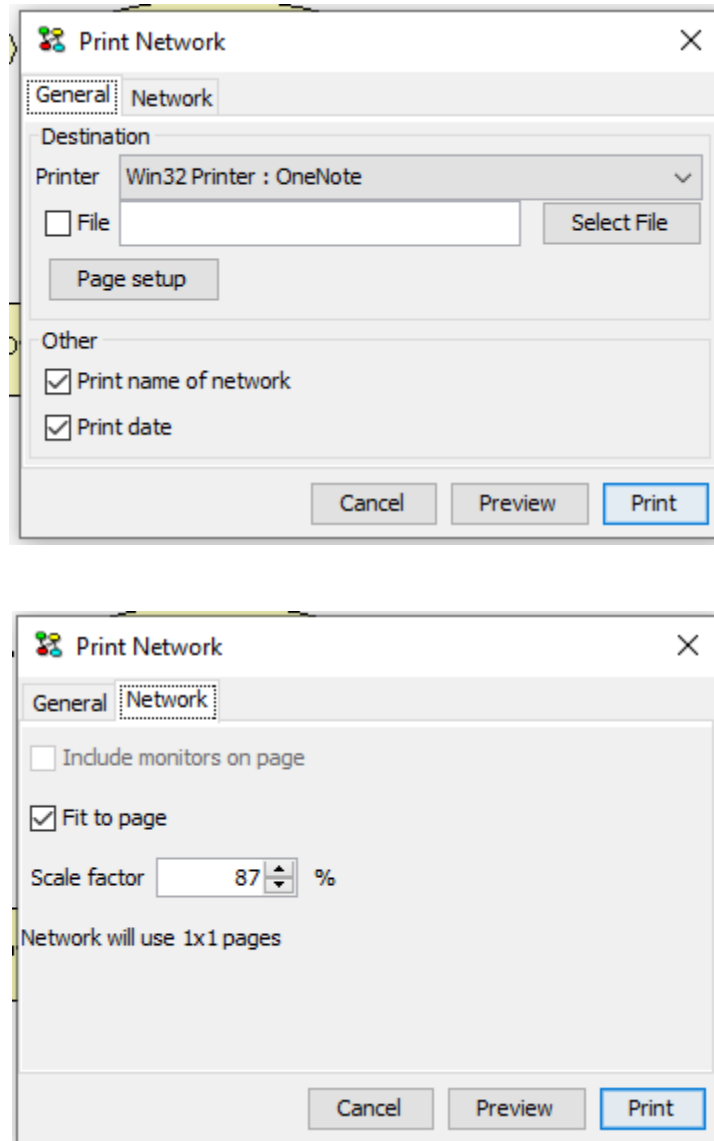 Print Network
General Network
Destination
Printer Win32 Printer : OneNote
File Select File
Page setup
Other
Print name of network
Print date
Cancel Preview Print
Print Network
General Network
Include monitors on page
Fit to page
Scale factor 87 %
Network will use 1x1 pages
Cancel Preview Print